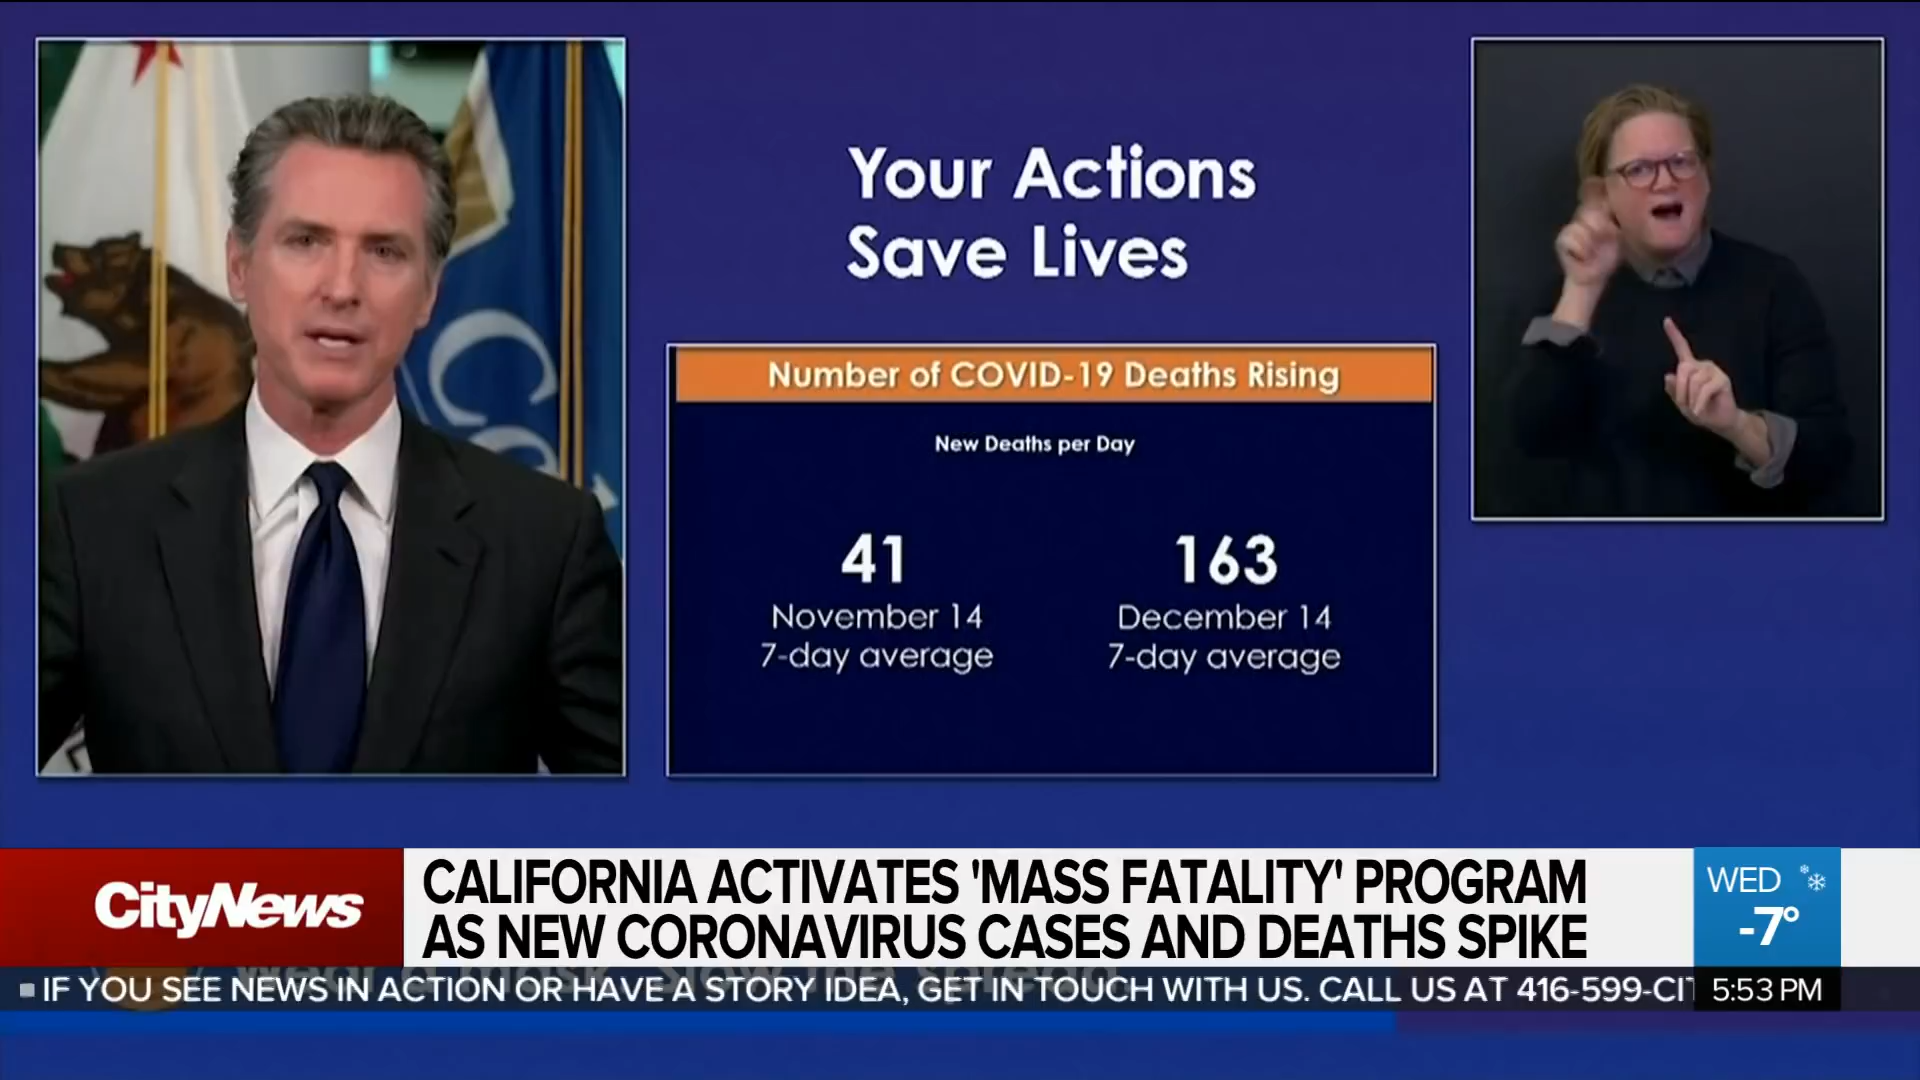 Your Actions
Save Lives
Number of COVID-19 Deaths Rising
New Deaths per Day
41
November 14
7-day average
163
December 14
7-day average
CityNews
CALIFORNIA ACTIVATES 'MASS FATALITY' PROGRAM
AS NEW CORONAVIRUS CASES AND DEATHS SPIKE
WED
-7°
IF YOU SEE NEWS IN ACTION OR HAVE A STORY IDEA, GET IN TOUCH WITH US. CALL US AT 416-599-CIT
5:53 PM